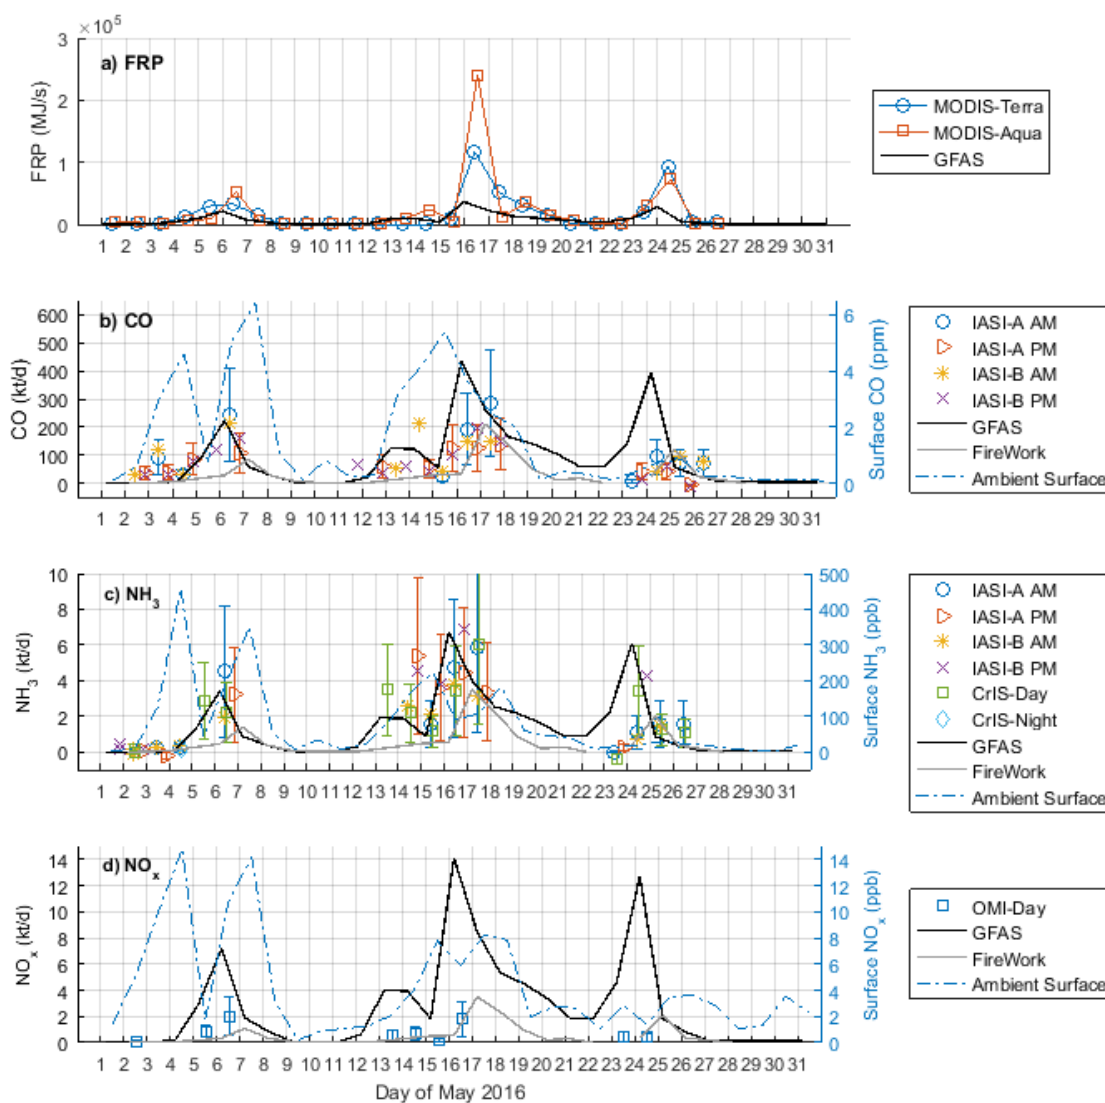 ×10⁵
a) FRP
FRP (MJ/s)
3
2
1
0
1 2 3 4 5 6 7 8 9 10 11 12 13 14 15 16 17 18 19 20 21 22 23 24 25 26 27 28 29 30 31
MODIS-Terra
MODIS-Aqua
GFAS
b) CO
CO (kt/d)
600
500
400
300
200
100
0
6
4
2
0
Surface CO (ppm)
1 2 3 4 5 6 7 8 9 10 11 12 13 14 15 16 17 18 19 20 21 22 23 24 25 26 27 28 29 30 31
IASI-A AM
IASI-A PM
IASI-B AM
IASI-B PM
GFAS
FireWork
Ambient Surface
c) NH₃
NH₃ (kt/d)
10
8
6
4
2
0
500
400
300
200
100
0
Surface NH₃ (ppb)
1 2 3 4 5 6 7 8 9 10 11 12 13 14 15 16 17 18 19 20 21 22 23 24 25 26 27 28 29 30 31
IASI-A AM
IASI-A PM
IASI-B AM
IASI-B PM
CrIS-Day
CrIS-Night
GFAS
FireWork
Ambient Surface
d) NOₓ
NOₓ (kt/d)
14
12
10
8
6
4
2
0
14
12
10
8
6
4
2
0
Surface NOₓ (ppb)
1 2 3 4 5 6 7 8 9 10 11 12 13 14 15 16 17 18 19 20 21 22 23 24 25 26 27 28 29 30 31
Day of May 2016
OMI-Day
GFAS
FireWork
Ambient Surface